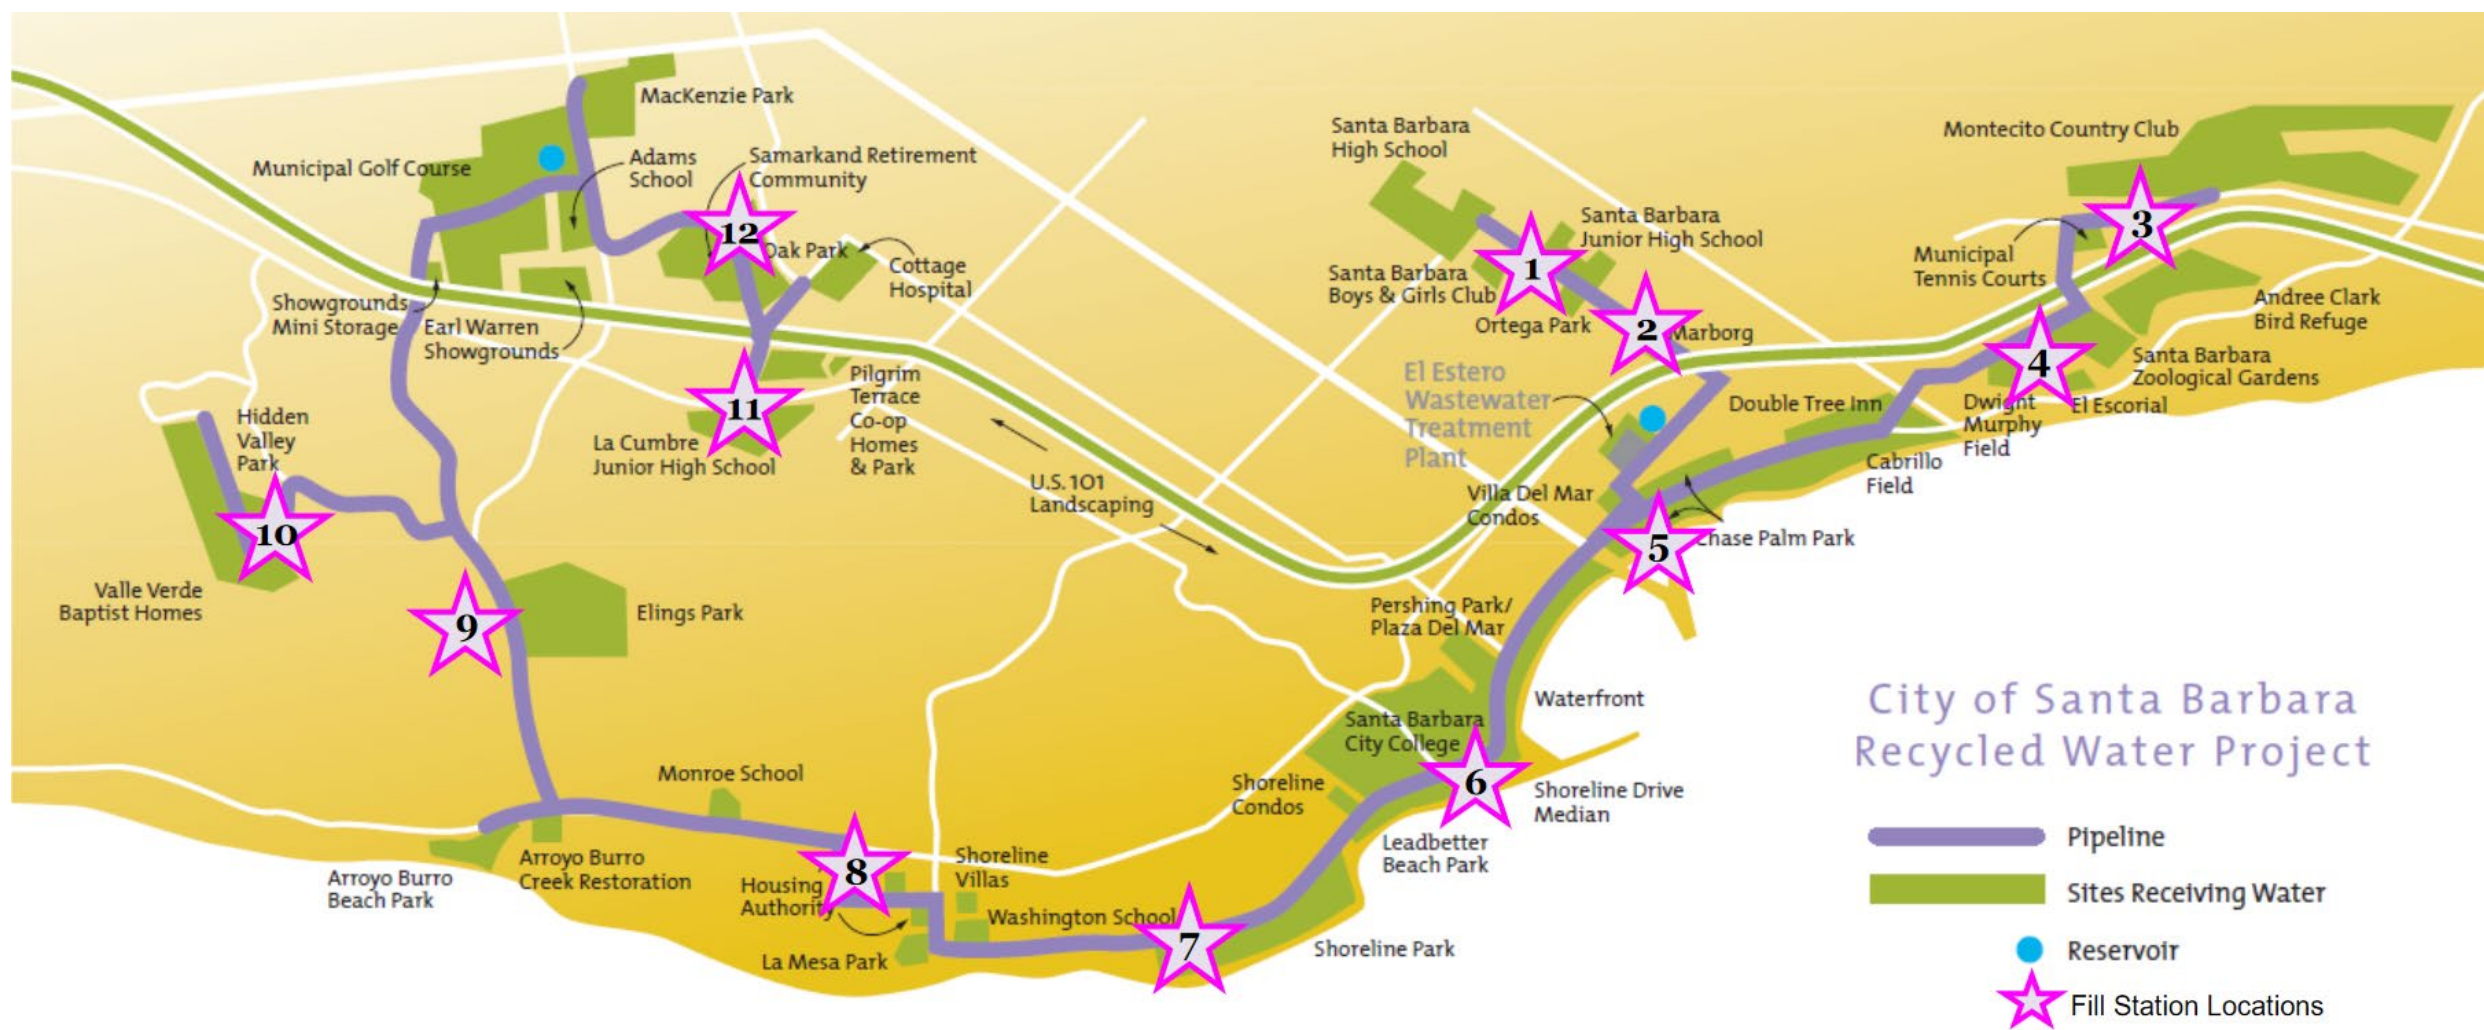 MacKenzie Park
Municipal Golf Course
Adams
School
Samarkand Retirement
Community
12
Oak Park
Cottage
Hospital
Showgrounds
Mini Storage
Earl Warren
Showgrounds
Hidden
Valley
Park
10
Valle Verde
Baptist Homes
9
Elings Park
11
La Cumbre
Junior High School
Pilgrim
Terrace
Co-op
Homes
& Park
U.S. 101
Landscaping
Santa Barbara
High School
Santa Barbara
Junior High School
Santa Barbara
Boys & Girls Club
1
Ortega Park
2
Marborg
El Estero
Wastewater
Treatment
Plant
Villa Del Mar
Condos
Double Tree Inn
Montecito Country Club
3
Municipal
Tennis Courts
Andree Clark
Bird Refuge
Santa Barbara
Zoological Gardens
4
El Escorial
Dwight
Murphy
Field
Cabrillo
Field
5
Chase Palm Park
Pershing Park/
Plaza Del Mar
Waterfront
Santa Barbara
City College
6
Shoreline
Condos
Shoreline Drive
Median
Leadbetter
Beach Park
Monroe School
Arroyo Burro
Beach Park
Arroyo Burro
Creek Restoration
8
Housing
Authority
Shoreline
Villas
Washington School
La Mesa Park
7
Shoreline Park
City of Santa Barbara
Recycled Water Project
Pipeline
Sites Receiving Water
Reservoir
Fill Station Locations